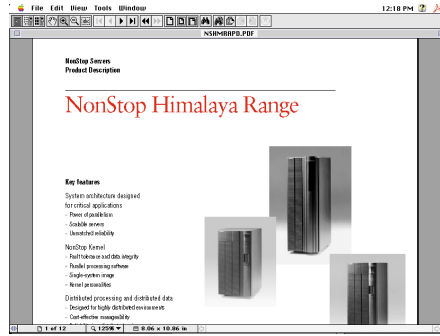 File Edit View Tools Window
12:18 PM
NSHMRAPD.PDF
NonStop Servers
Product Description
NonStop Himalaya Range
Key features
System architecture designed
for critical applications
- Power of parallelism
- Scalable servers
- Unmatched reliability
NonStop Kernel
- Fault tolerance and data integrity
- Parallel processing software
- Single-system image
- Kernel personalities
Distributed processing and distributed data
- Designed for highly distributed environments
- Cost-effective manageability
1 of 12
125%
8.06 x 10.86 in